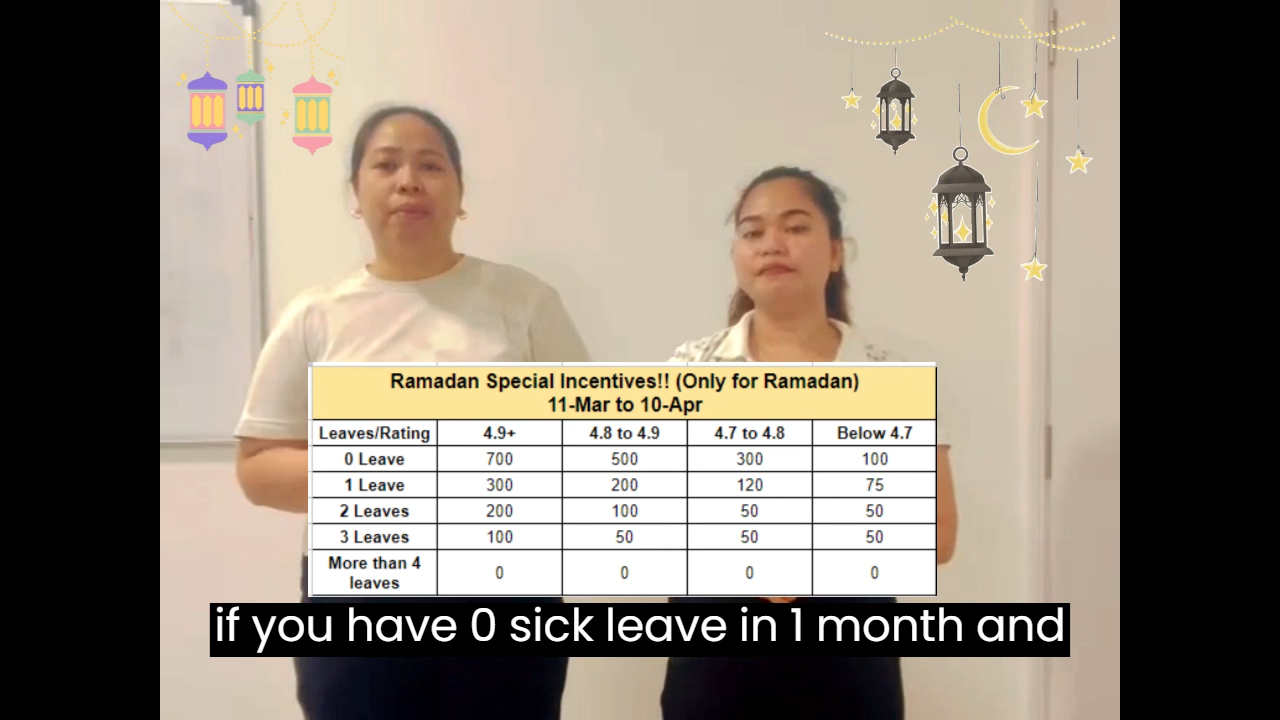 Ramadan Special Incentives!! (Only for Ramadan)
11-Mar to 10-Apr
Leaves/Rating 4.9+ 4.8 to 4.9 4.7 to 4.8 Below 4.7
0 Leave 700 500 300 100
1 Leave 300 200 120 75
2 Leaves 200 100 50 50
3 Leaves 100 50 50 50
More than 4
leaves 0 0 0 0
if you have 0 sick leave in 1 month and